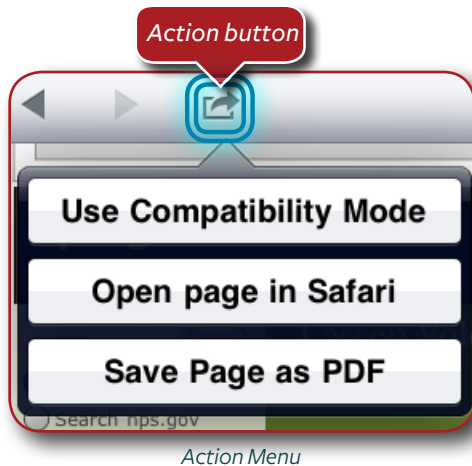 Action button
Use Compatibility Mode
Open page in Safari
Save Page as PDF
Search nps.gov
Action Menu